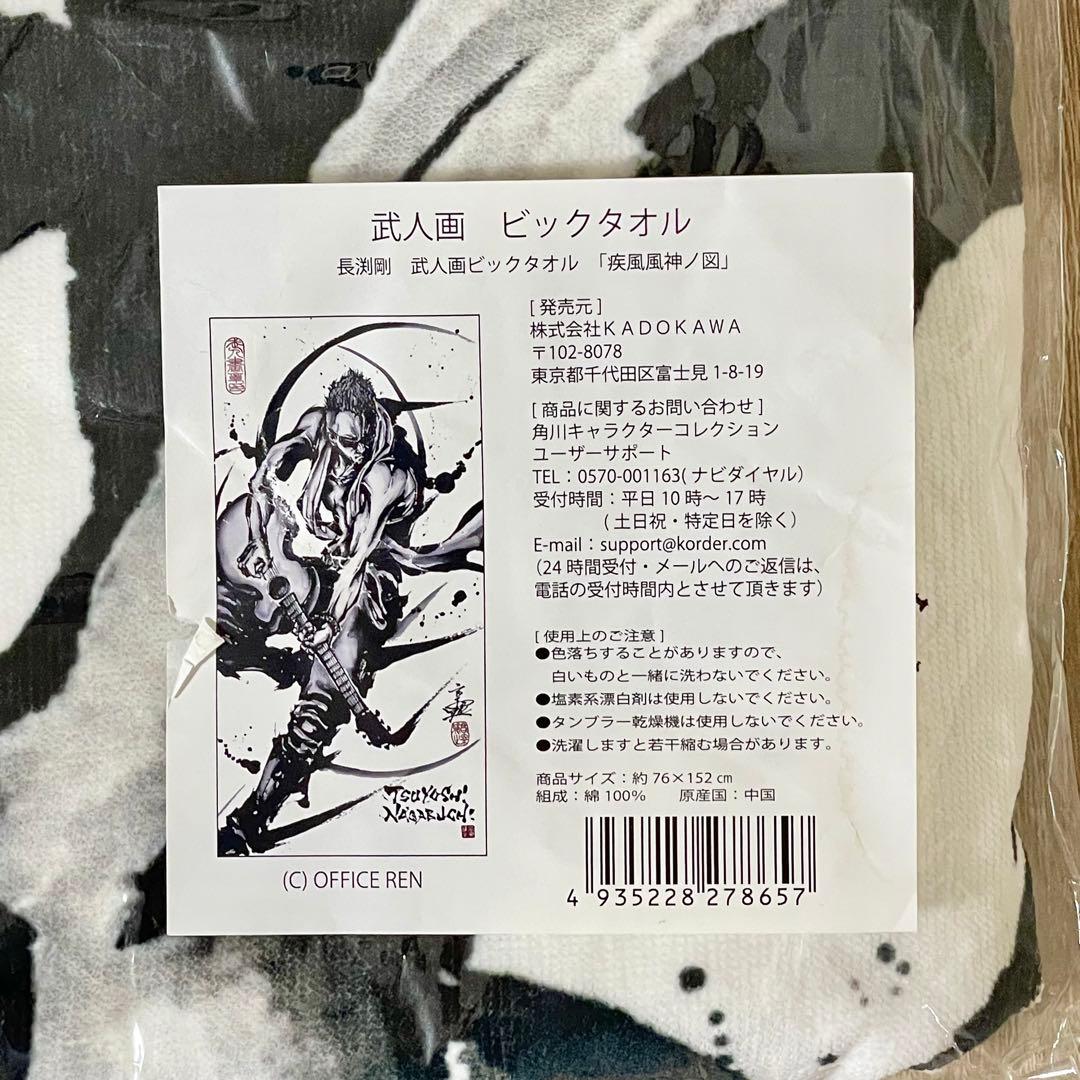 武人画　ビックタオル
長渕剛　武人画ビックタオル　「疾風風神ノ図」
[ 発売元 ]
株式会社ＫＡＤＯＫＡＷＡ
〒102-8078
東京都千代田区富士見 1-8-19
[ 商品に関するお問い合わせ ]
角川キャラクターコレクション
ユーザーサポート
TEL：0570-001163( ナビダイヤル）
受付時間：平日 10 時～ 17 時
( 土日祝・特定日を除く）
E-mail：support@korder.com
（24 時間受付・メールへのご返信は、
電話の受付時間内とさせて頂きます）
[ 使用上のご注意 ]
●色落ちすることがありますので、
白いものと一緒に洗わないでください。
●塩素系漂白剤は使用しないでください。
●タンブラー乾燥機は使用しないでください。
●洗濯しますと若干縮む場合があります。
商品サイズ：約 76×152 ㎝
組成：綿 100%　原産国：中国
4 935228 278657
TSUYOSHI
NAGABUCHI
(C) OFFICE REN